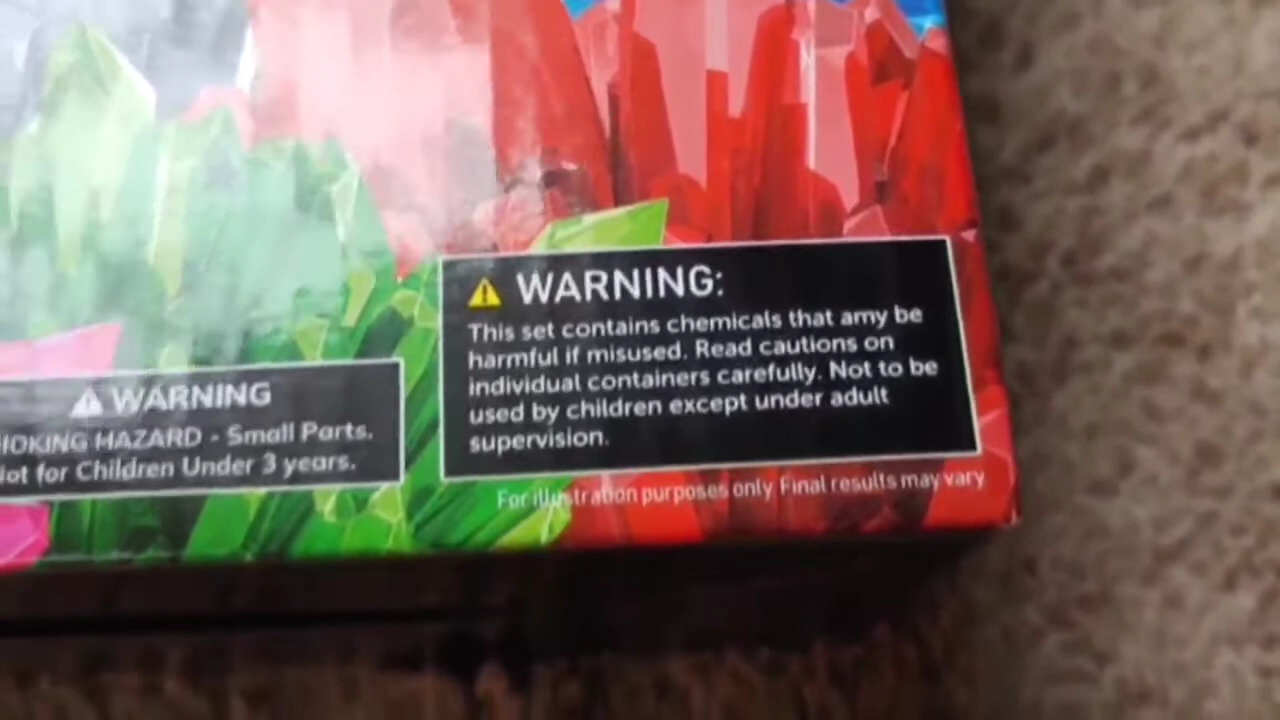 WARNING
HOKING HAZARD - Small Parts.
Not for Children Under 3 years.
WARNING:
This set contains chemicals that amy be
harmful if misused. Read cautions on
individual containers carefully. Not to be
used by children except under adult
supervision.
For illustration purposes only Final results may vary